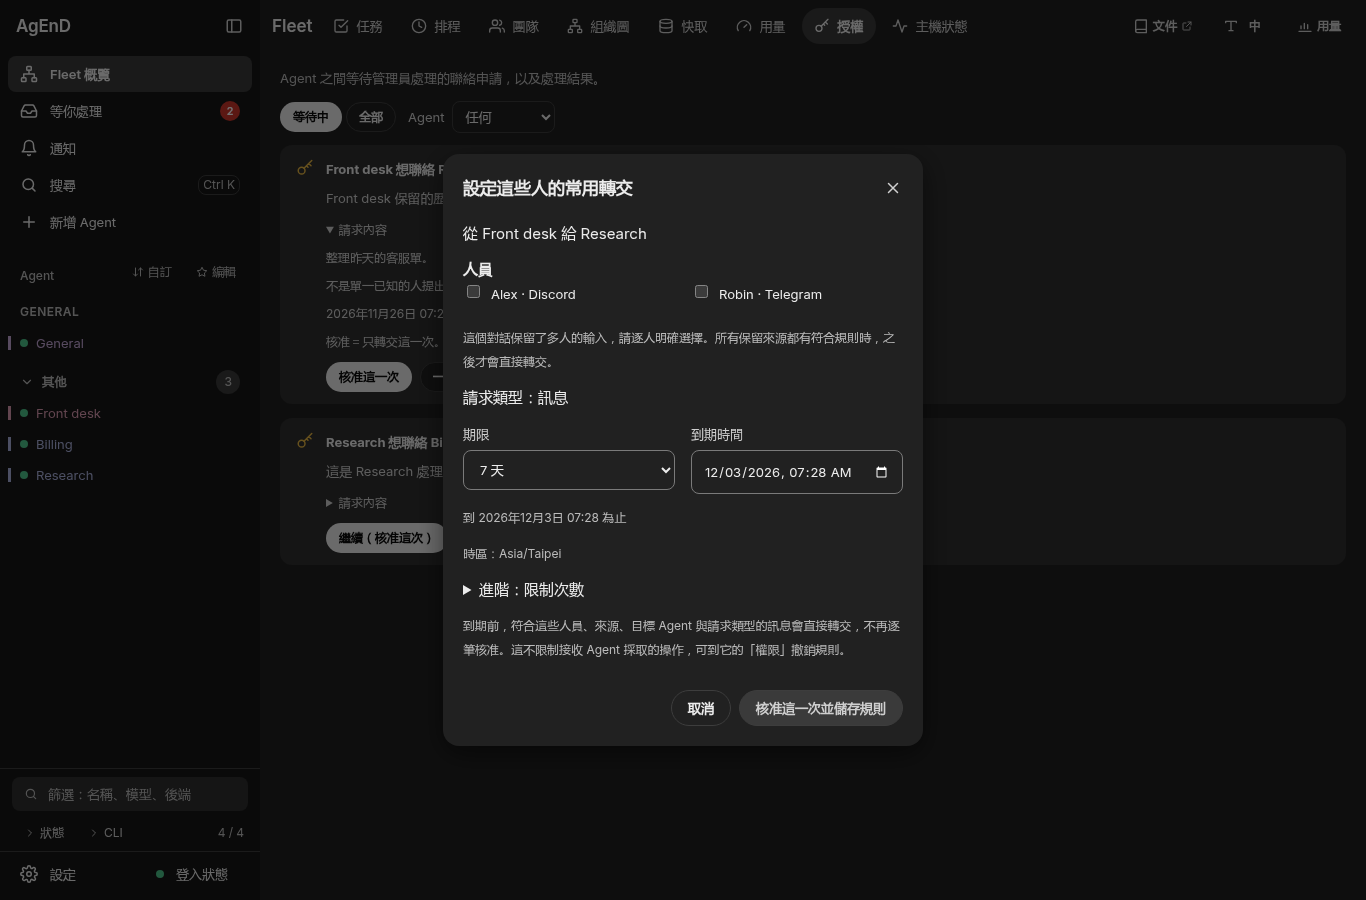 AgEnD
Fleet 概覽
等你處理
2
通知
搜尋
Ctrl K
新增 Agent
Agent
自訂
編輯
GENERAL
General
其他
3
Front desk
Billing
Research
篩選：名稱、模型、後端
狀態
CLI
4 / 4
設定
登入狀態
Fleet
任務
排程
團隊
組織圖
快取
用量
授權
主機狀態
文件
中
用量
Agent 之間等待管理員處理的聯絡申請，以及處理結果。
等待中
全部
Agent
任何
Front desk 想聯絡
Front desk 保留的歷
請求內容
整理昨天的客服單。
不是單一已知的人提出
2026年11月26日 07:2
核准 = 只轉交這一次。
核准這一次
Research 想聯絡 Bi
這是 Research 處理
請求內容
繼續（核准這次）
設定這些人的常用轉交
從 Front desk 給 Research
人員
Alex · Discord
Robin · Telegram
這個對話保留了多人的輸入，請逐人明確選擇。所有保留來源都有符合規則時，之
後才會直接轉交。
請求類型：訊息
期限
到期時間
7 天
12/03/2026, 07:28 AM
到 2026年12月3日 07:28 為止
時區：Asia/Taipei
進階：限制次數
到期前，符合這些人員、來源、目標 Agent 與請求類型的訊息會直接轉交，不再逐
筆核准。這不限制接收 Agent 採取的操作，可到它的「權限」撤銷規則。
取消
核准這一次並儲存規則